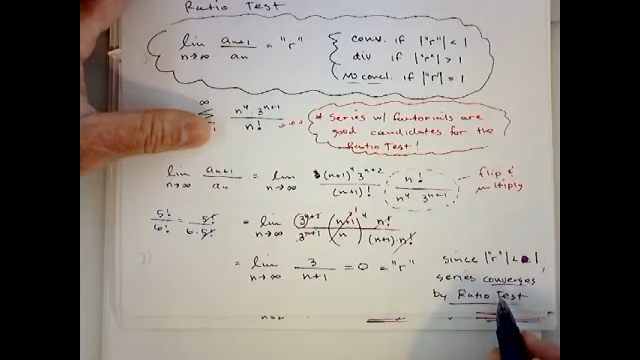 Ratio Test
lim n→∞ an+1/an = "r" { conv. if |"r"| < 1
div if |"r"| > 1
No concl. if |"r"| = 1
∞ Σ n⁴·3ⁿ⁺¹/n!
* Series w/ factorials are
good candidates for the
Ratio Test!
lim n→∞ an+1/an = lim n→∞ (n+1)⁴ 3ⁿ⁺²/(n+1)! · n!/n⁴ 3ⁿ⁺¹
flip &
multiply
5!/6! = 5!/6·5! = lim n→∞ 3ⁿ⁺²/3ⁿ⁺¹ (n+1/n)⁴ n!/(n+1)·n!
= lim n→∞ 3/n+1 = 0 = "r"
since |"r"| < 1
series converges
by Ratio Test